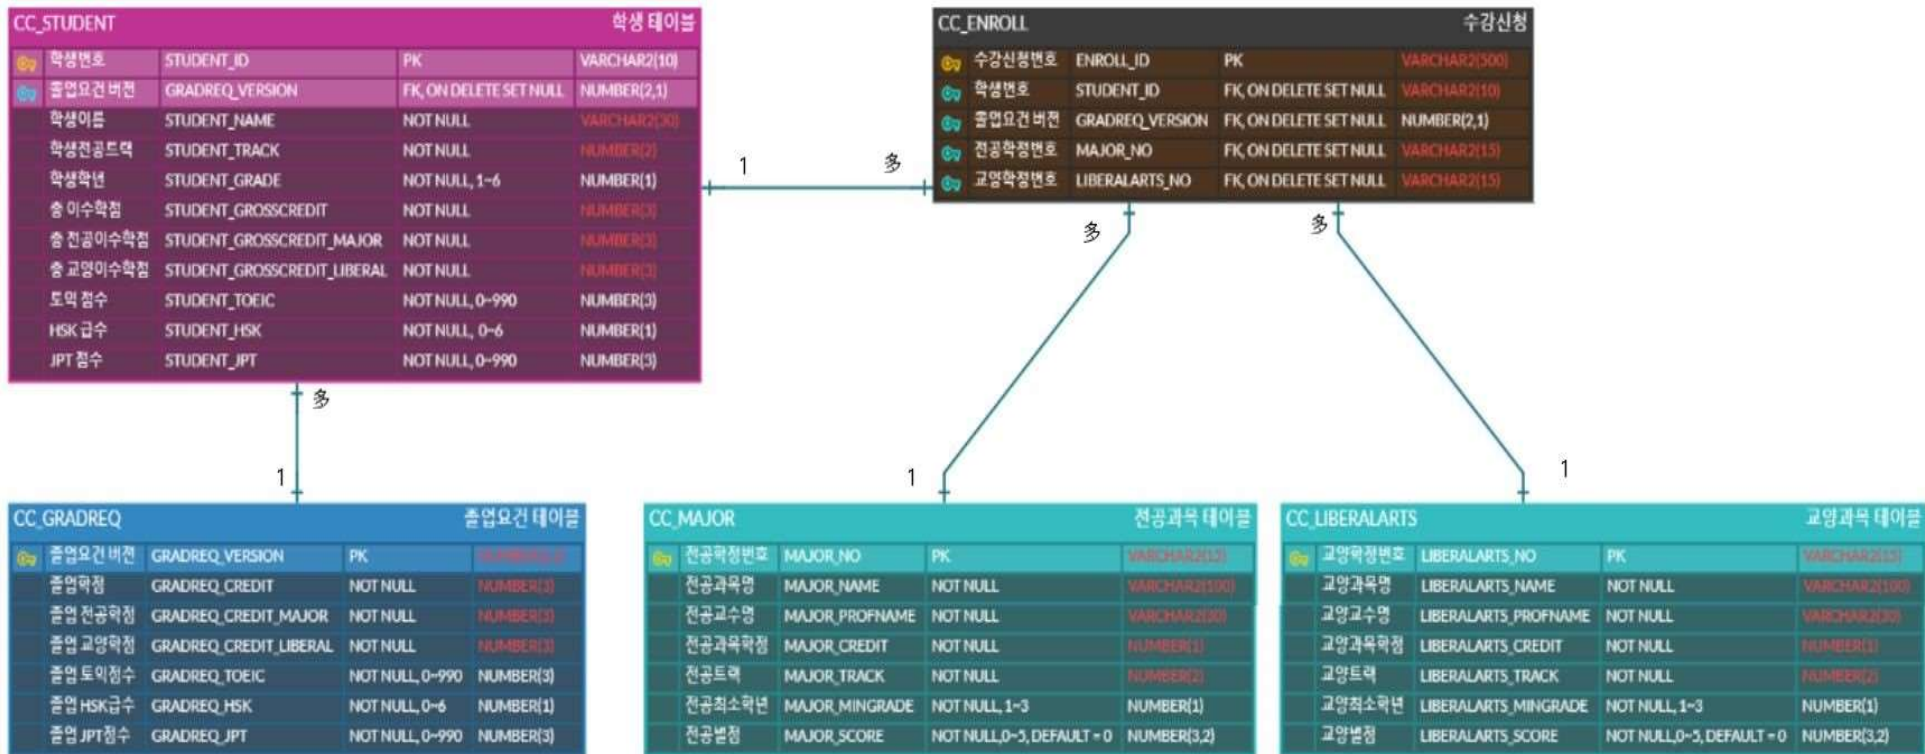 CC_STUDENT 학생 테이블
학생번호 STUDENT_ID PK VARCHAR2(10)
졸업요건 버전 GRADREQ_VERSION FK, ON DELETE SET NULL NUMBER(2,1)
학생이름 STUDENT_NAME NOT NULL VARCHAR2(30)
학생전공트랙 STUDENT_TRACK NOT NULL NUMBER(2)
학생학년 STUDENT_GRADE NOT NULL, 1~6 NUMBER(1)
총 이수학점 STUDENT_GROSSCREDIT NOT NULL NUMBER(3)
총 전공이수학점 STUDENT_GROSSCREDIT_MAJOR NOT NULL NUMBER(3)
총 교양이수학점 STUDENT_GROSSCREDIT_LIBERAL NOT NULL NUMBER(3)
토익 점수 STUDENT_TOEIC NOT NULL, 0~990 NUMBER(3)
HSK 급수 STUDENT_HSK NOT NULL, 0~6 NUMBER(1)
JPT 점수 STUDENT_JPT NOT NULL, 0~990 NUMBER(3)
CC_ENROLL 수강신청
수강신청번호 ENROLL_ID PK VARCHAR2(500)
학생번호 STUDENT_ID FK, ON DELETE SET NULL VARCHAR2(10)
졸업요건 버전 GRADREQ_VERSION FK, ON DELETE SET NULL NUMBER(2,1)
전공학정번호 MAJOR_NO FK, ON DELETE SET NULL VARCHAR2(15)
교양학정번호 LIBERALARTS_NO FK, ON DELETE SET NULL VARCHAR2(15)
1 多
多 多
多
1 1 1
CC_GRADREQ 졸업요건 테이블
졸업요건 버전 GRADREQ_VERSION PK
졸업학점 GRADREQ_CREDIT NOT NULL NUMBER(3)
졸업 전공학점 GRADREQ_CREDIT_MAJOR NOT NULL NUMBER(3)
졸업 교양학점 GRADREQ_CREDIT_LIBERAL NOT NULL NUMBER(3)
졸업 토익점수 GRADREQ_TOEIC NOT NULL, 0~990 NUMBER(3)
졸업 HSK급수 GRADREQ_HSK NOT NULL, 0~6 NUMBER(1)
졸업 JPT점수 GRADREQ_JPT NOT NULL, 0~990 NUMBER(3)
CC_MAJOR 전공과목 테이블
전공학정번호 MAJOR_NO PK
전공과목명 MAJOR_NAME NOT NULL VARCHAR2(100)
전공교수명 MAJOR_PROFNAME NOT NULL VARCHAR2(30)
전공과목학점 MAJOR_CREDIT NOT NULL NUMBER(1)
전공트랙 MAJOR_TRACK NOT NULL NUMBER(2)
전공최소학년 MAJOR_MINGRADE NOT NULL, 1~3 NUMBER(1)
전공별점 MAJOR_SCORE NOT NULL,0~5, DEFAULT = 0 NUMBER(3,2)
CC_LIBERALARTS 교양과목 테이블
교양학정번호 LIBERALARTS_NO PK VARCHAR2(15)
교양과목명 LIBERALARTS_NAME NOT NULL VARCHAR2(100)
교양교수명 LIBERALARTS_PROFNAME NOT NULL VARCHAR2(30)
교양과목학점 LIBERALARTS_CREDIT NOT NULL NUMBER(1)
교양트랙 LIBERALARTS_TRACK NOT NULL NUMBER(2)
교양최소학년 LIBERALARTS_MINGRADE NOT NULL, 1~3 NUMBER(1)
교양별점 LIBERALARTS_SCORE NOT NULL,0~5, DEFAULT = 0 NUMBER(3,2)